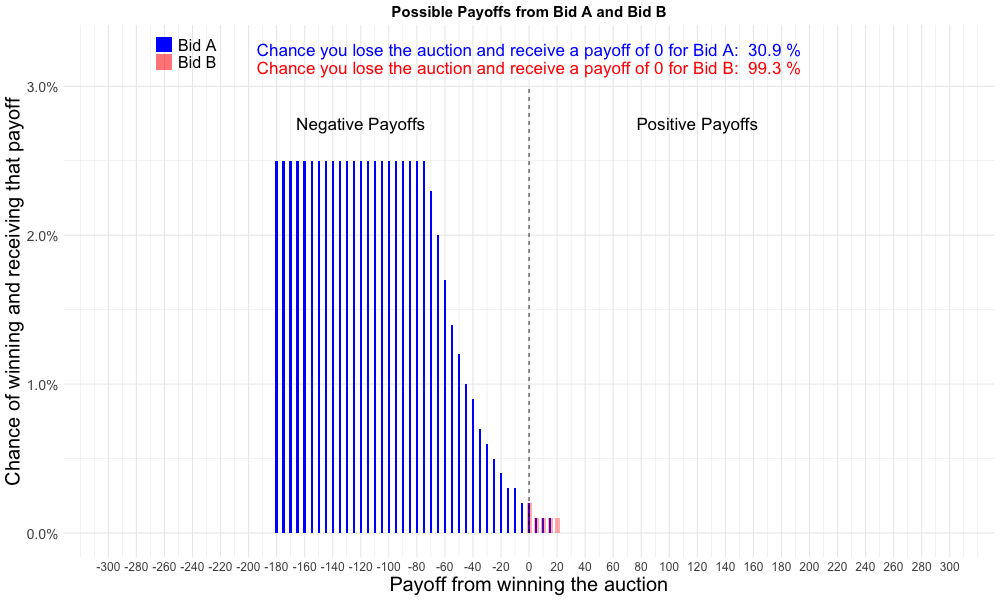 Possible Payoffs from Bid A and Bid B
Bid A
Bid B
Chance you lose the auction and receive a payoff of 0 for Bid A:  30.9 %
Chance you lose the auction and receive a payoff of 0 for Bid B:  99.3 %
Negative Payoffs
Positive Payoffs
Chance of winning and receiving that payoff
3.0%
2.0%
1.0%
0.0%
-300 -280 -260 -240 -220 -200 -180 -160 -140 -120 -100 -80 -60 -40 -20 0 20 40 60 80 100 120 140 160 180 200 220 240 260 280 300
Payoff from winning the auction